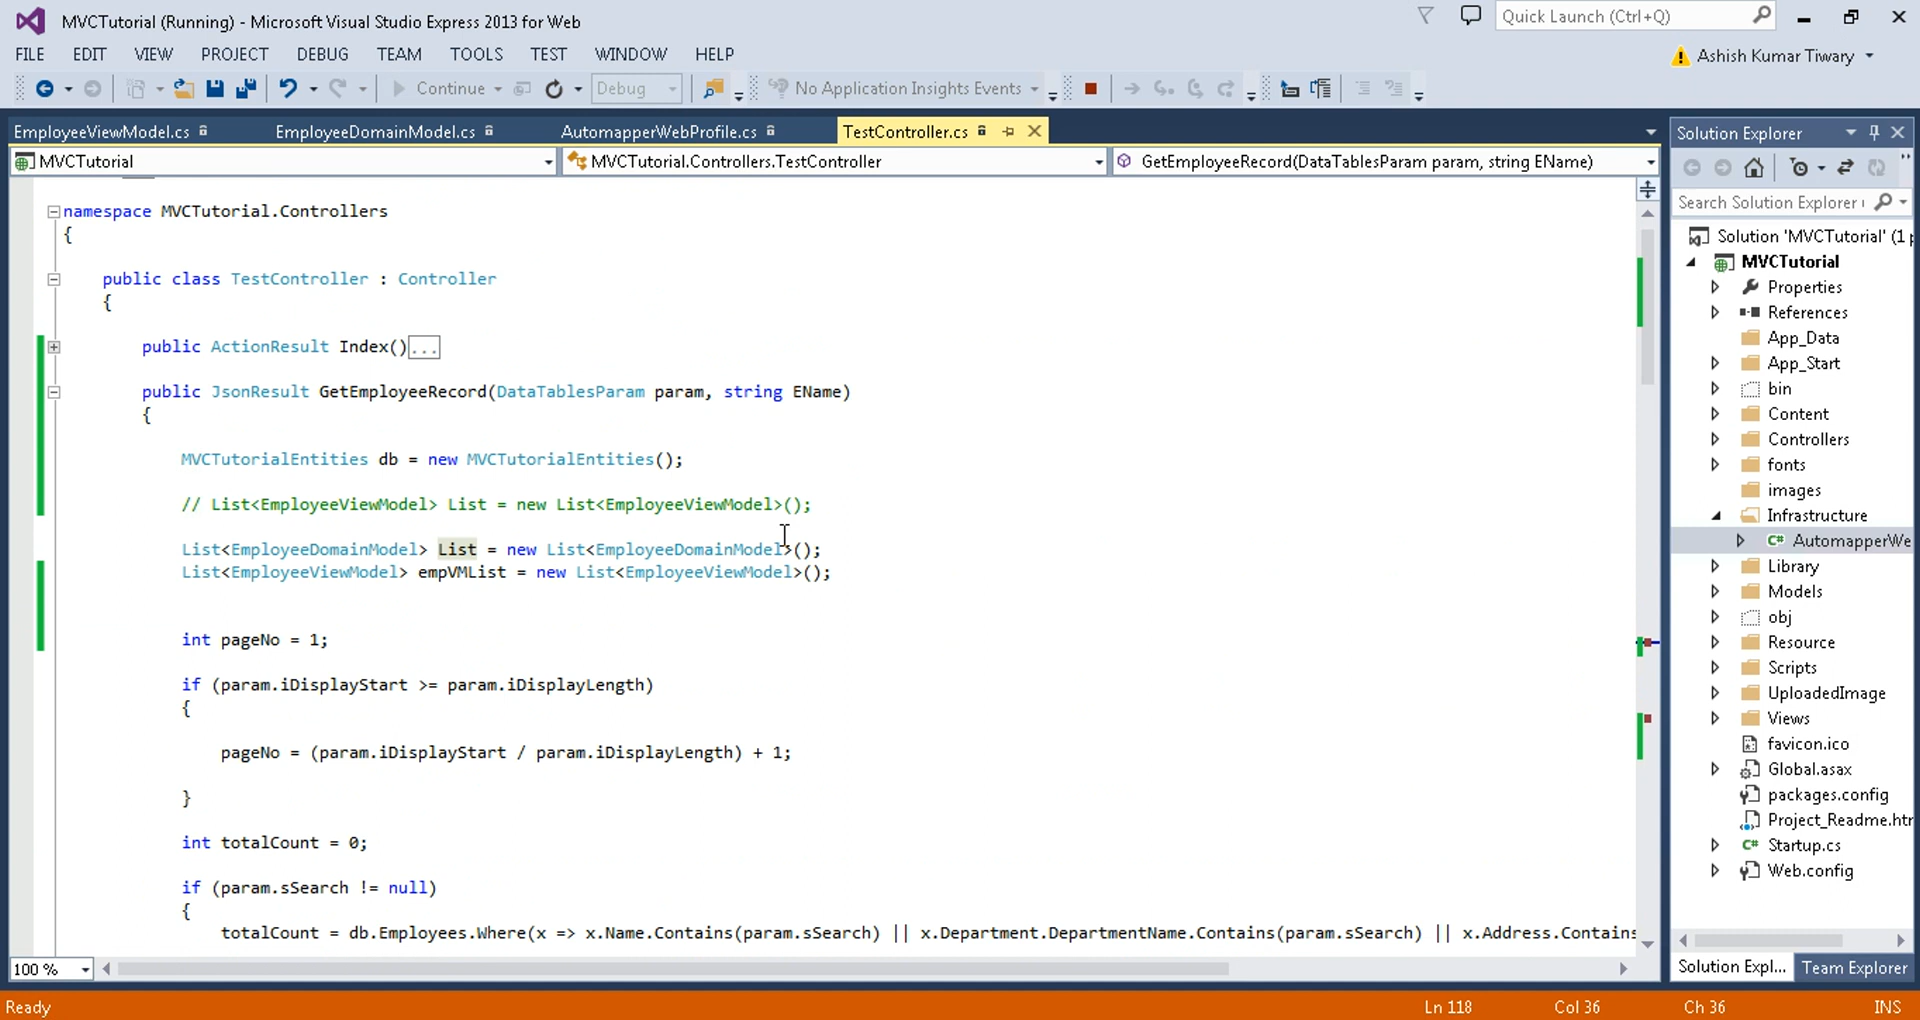 MVCTutorial (Running) - Microsoft Visual Studio Express 2013 for Web
Quick Launch (Ctrl+Q)
FILE EDIT VIEW PROJECT DEBUG TEAM TOOLS TEST WINDOW HELP
Ashish Kumar Tiwary
Continue Debug No Application Insights Events
EmployeeViewModel.cs EmployeeDomainModel.cs AutomapperWebProfile.cs TestController.cs
MVCTutorial MVCTutorial.Controllers.TestController GetEmployeeRecord(DataTablesParam param, string EName)
namespace MVCTutorial.Controllers
{
public class TestController : Controller
{
public ActionResult Index()...
public JsonResult GetEmployeeRecord(DataTablesParam param, string EName)
{
MVCTutorialEntities db = new MVCTutorialEntities();
// List<EmployeeViewModel> List = new List<EmployeeViewModel>();
List<EmployeeDomainModel> List = new List<EmployeeDomainModel>();
List<EmployeeViewModel> empVMList = new List<EmployeeViewModel>();
int pageNo = 1;
if (param.iDisplayStart >= param.iDisplayLength)
{
pageNo = (param.iDisplayStart / param.iDisplayLength) + 1;
}
int totalCount = 0;
if (param.sSearch != null)
{
totalCount = db.Employees.Where(x => x.Name.Contains(param.sSearch) || x.Department.DepartmentName.Contains(param.sSearch) || x.Address.Contains
100 %
Solution Explorer
Search Solution Explorer
Solution 'MVCTutorial' (1 p
MVCTutorial
Properties
References
App_Data
App_Start
bin
Content
Controllers
fonts
images
Infrastructure
C# AutomapperWe
Library
Models
obj
Resource
Scripts
UploadedImage
Views
favicon.ico
Global.asax
packages.config
Project_Readme.htr
C# Startup.cs
Web.config
Solution Expl... Team Explorer
Ready Ln 118 Col 36 Ch 36 INS